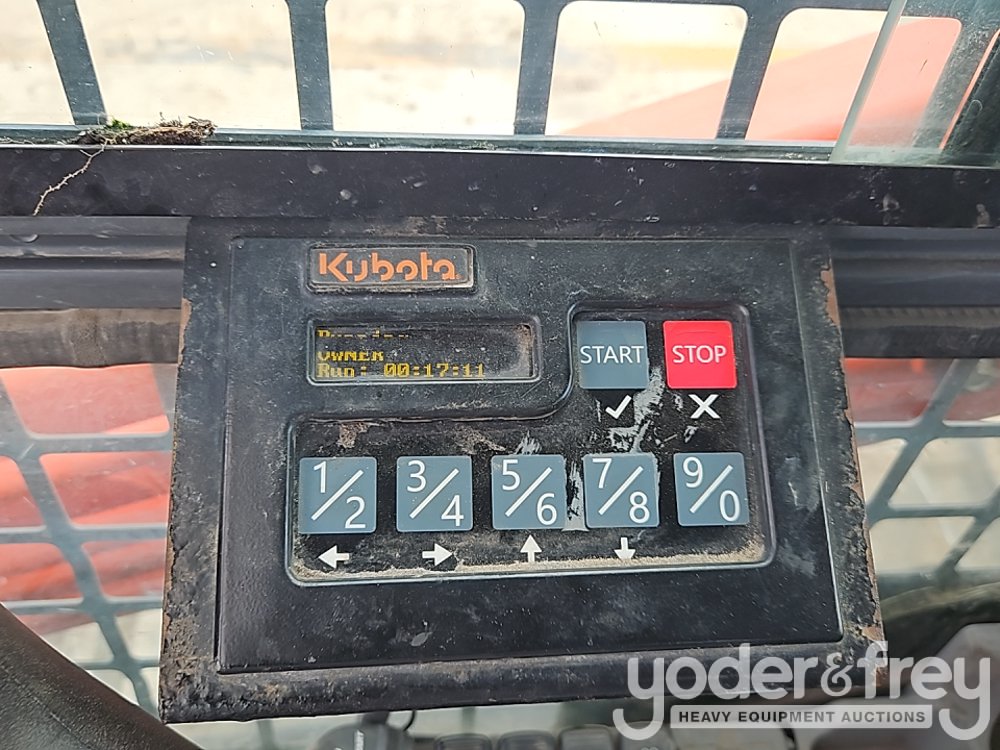 Kubota
OWNER
Run: 00:17:11
START STOP
1/2 3/4 5/6 7/8 9/0
yoder&frey
HEAVY EQUIPMENT AUCTIONS